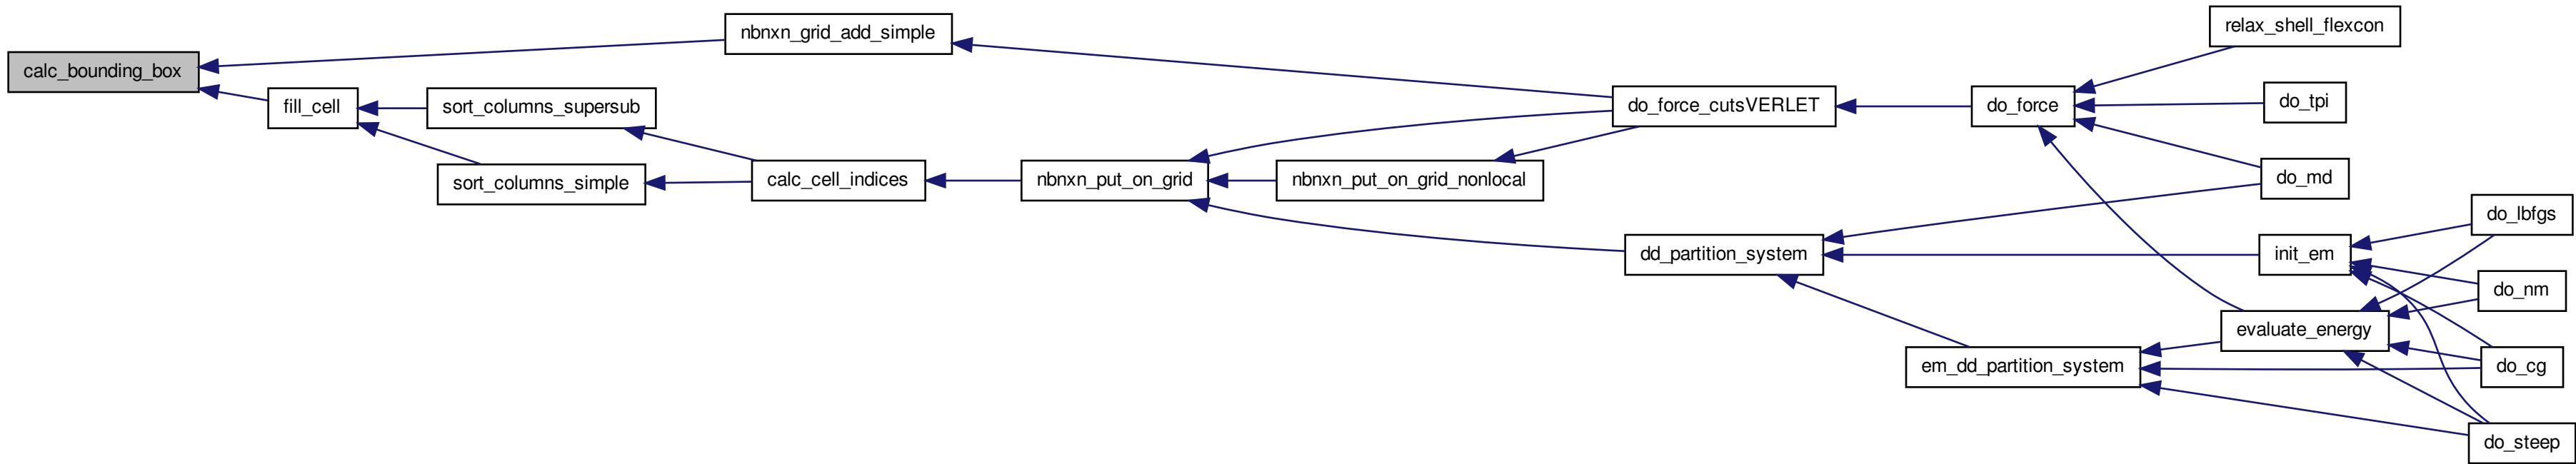 calc_bounding_box
nbnxn_grid_add_simple
fill_cell
sort_columns_supersub
sort_columns_simple
calc_cell_indices
nbnxn_put_on_grid
nbnxn_put_on_grid_nonlocal
do_force_cutsVERLET
dd_partition_system
em_dd_partition_system
do_force
relax_shell_flexcon
do_tpi
do_md
init_em
evaluate_energy
do_lbfgs
do_nm
do_cg
do_steep